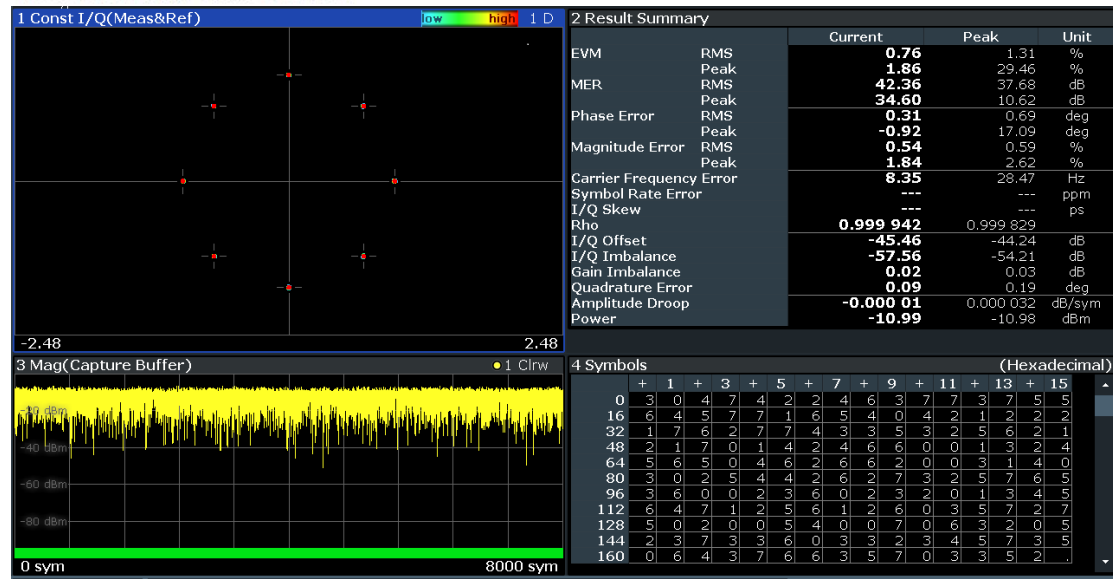 1 Const I/Q(Meas&Ref) low high 1 D
-2.48 2.48
2 Result Summary
Current Peak Unit
EVM RMS 0.76 1.31 %
Peak 1.86 29.46 %
MER RMS 42.36 37.68 dB
Peak 34.60 10.62 dB
Phase Error RMS 0.31 0.69 deg
Peak -0.92 17.09 deg
Magnitude Error RMS 0.54 0.59 %
Peak 1.84 2.62 %
Carrier Frequency Error 8.35 28.47 Hz
Symbol Rate Error --- --- ppm
I/Q Skew --- --- ps
Rho 0.999 942 0.999 829
I/Q Offset -45.46 -44.24 dB
I/Q Imbalance -57.56 -54.21 dB
Gain Imbalance 0.02 0.03 dB
Quadrature Error 0.09 0.19 deg
Amplitude Droop -0.000 01 0.000 032 dB/sym
Power -10.99 -10.98 dBm
3 Mag(Capture Buffer) 1 Clrw
-20 dBm
-40 dBm
-60 dBm
-80 dBm
0 sym 8000 sym
4 Symbols (Hexadecimal)
+ 1 + 3 + 5 + 7 + 9 + 11 + 13 + 15
0 3 0 4 7 4 2 2 4 6 3 7 7 3 7 5 5
16 6 4 5 7 7 1 6 5 4 0 4 2 1 2 2 2
32 1 7 6 2 7 7 4 3 3 5 3 2 5 6 2 1
48 2 1 7 0 1 4 2 4 6 6 0 0 1 3 2 4
64 5 6 5 0 4 6 2 6 6 2 0 0 3 1 4 0
80 3 0 2 5 4 4 2 6 2 7 3 2 5 7 6 5
96 3 6 0 0 2 3 6 0 2 3 2 0 1 3 4 5
112 6 4 7 1 2 5 6 1 2 6 0 3 5 7 2 7
128 5 0 2 0 0 5 4 0 0 7 0 6 3 2 0 5
144 2 3 7 3 3 6 0 3 3 2 3 4 5 7 3 5
160 0 6 4 3 7 6 6 3 5 7 0 3 3 5 2 .